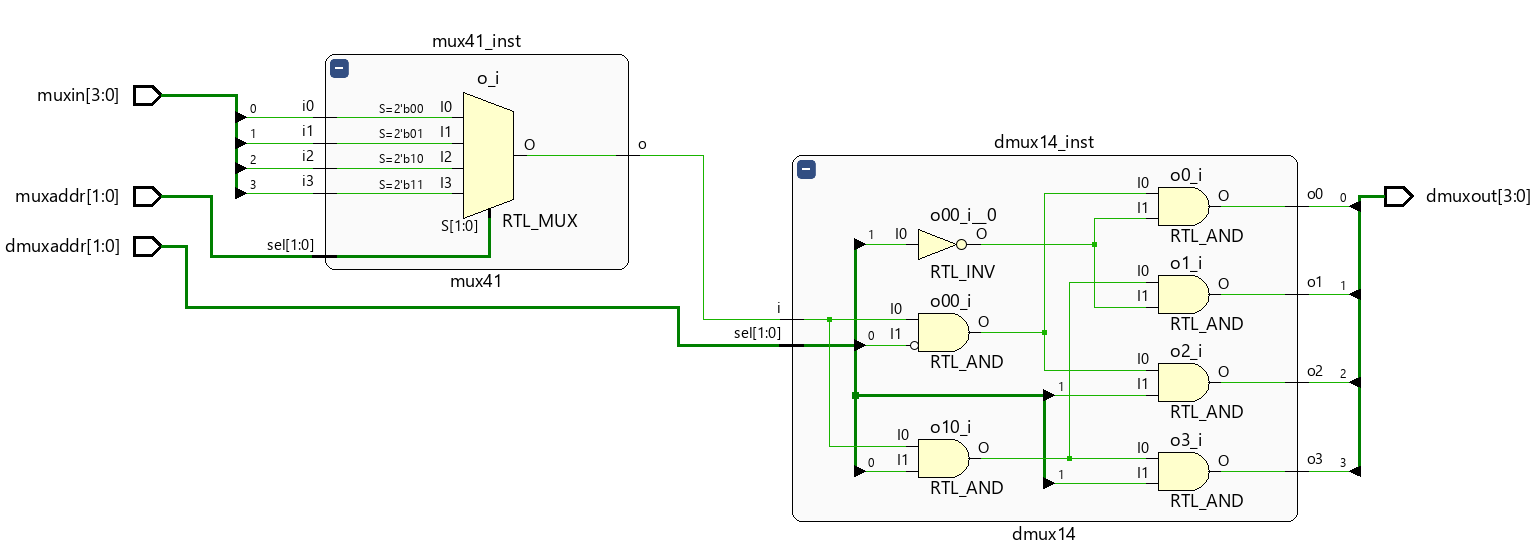 mux41_inst
o_i
muxin[3:0]
0 i0 S=2'b00 I0
1 i1 S=2'b01 I1
2 i2 S=2'b10 I2
3 i3 S=2'b11 I3
O
o
muxaddr[1:0]
S[1:0]
RTL_MUX
dmuxaddr[1:0]
sel[1:0]
mux41
dmux14_inst
i
sel[1:0]
1 I0
o00_i__0
O
RTL_INV
o00_i
I0
0 I1
O
RTL_AND
o10_i
I0
0 I1
O
RTL_AND
o0_i
I0
I1
O
RTL_AND
o0 0
dmuxout[3:0]
o1_i
I0
I1
O
RTL_AND
o1 1
o2_i
I0
1 I1
O
RTL_AND
o2 2
o3_i
I0
1 I1
O
RTL_AND
o3 3
dmux14